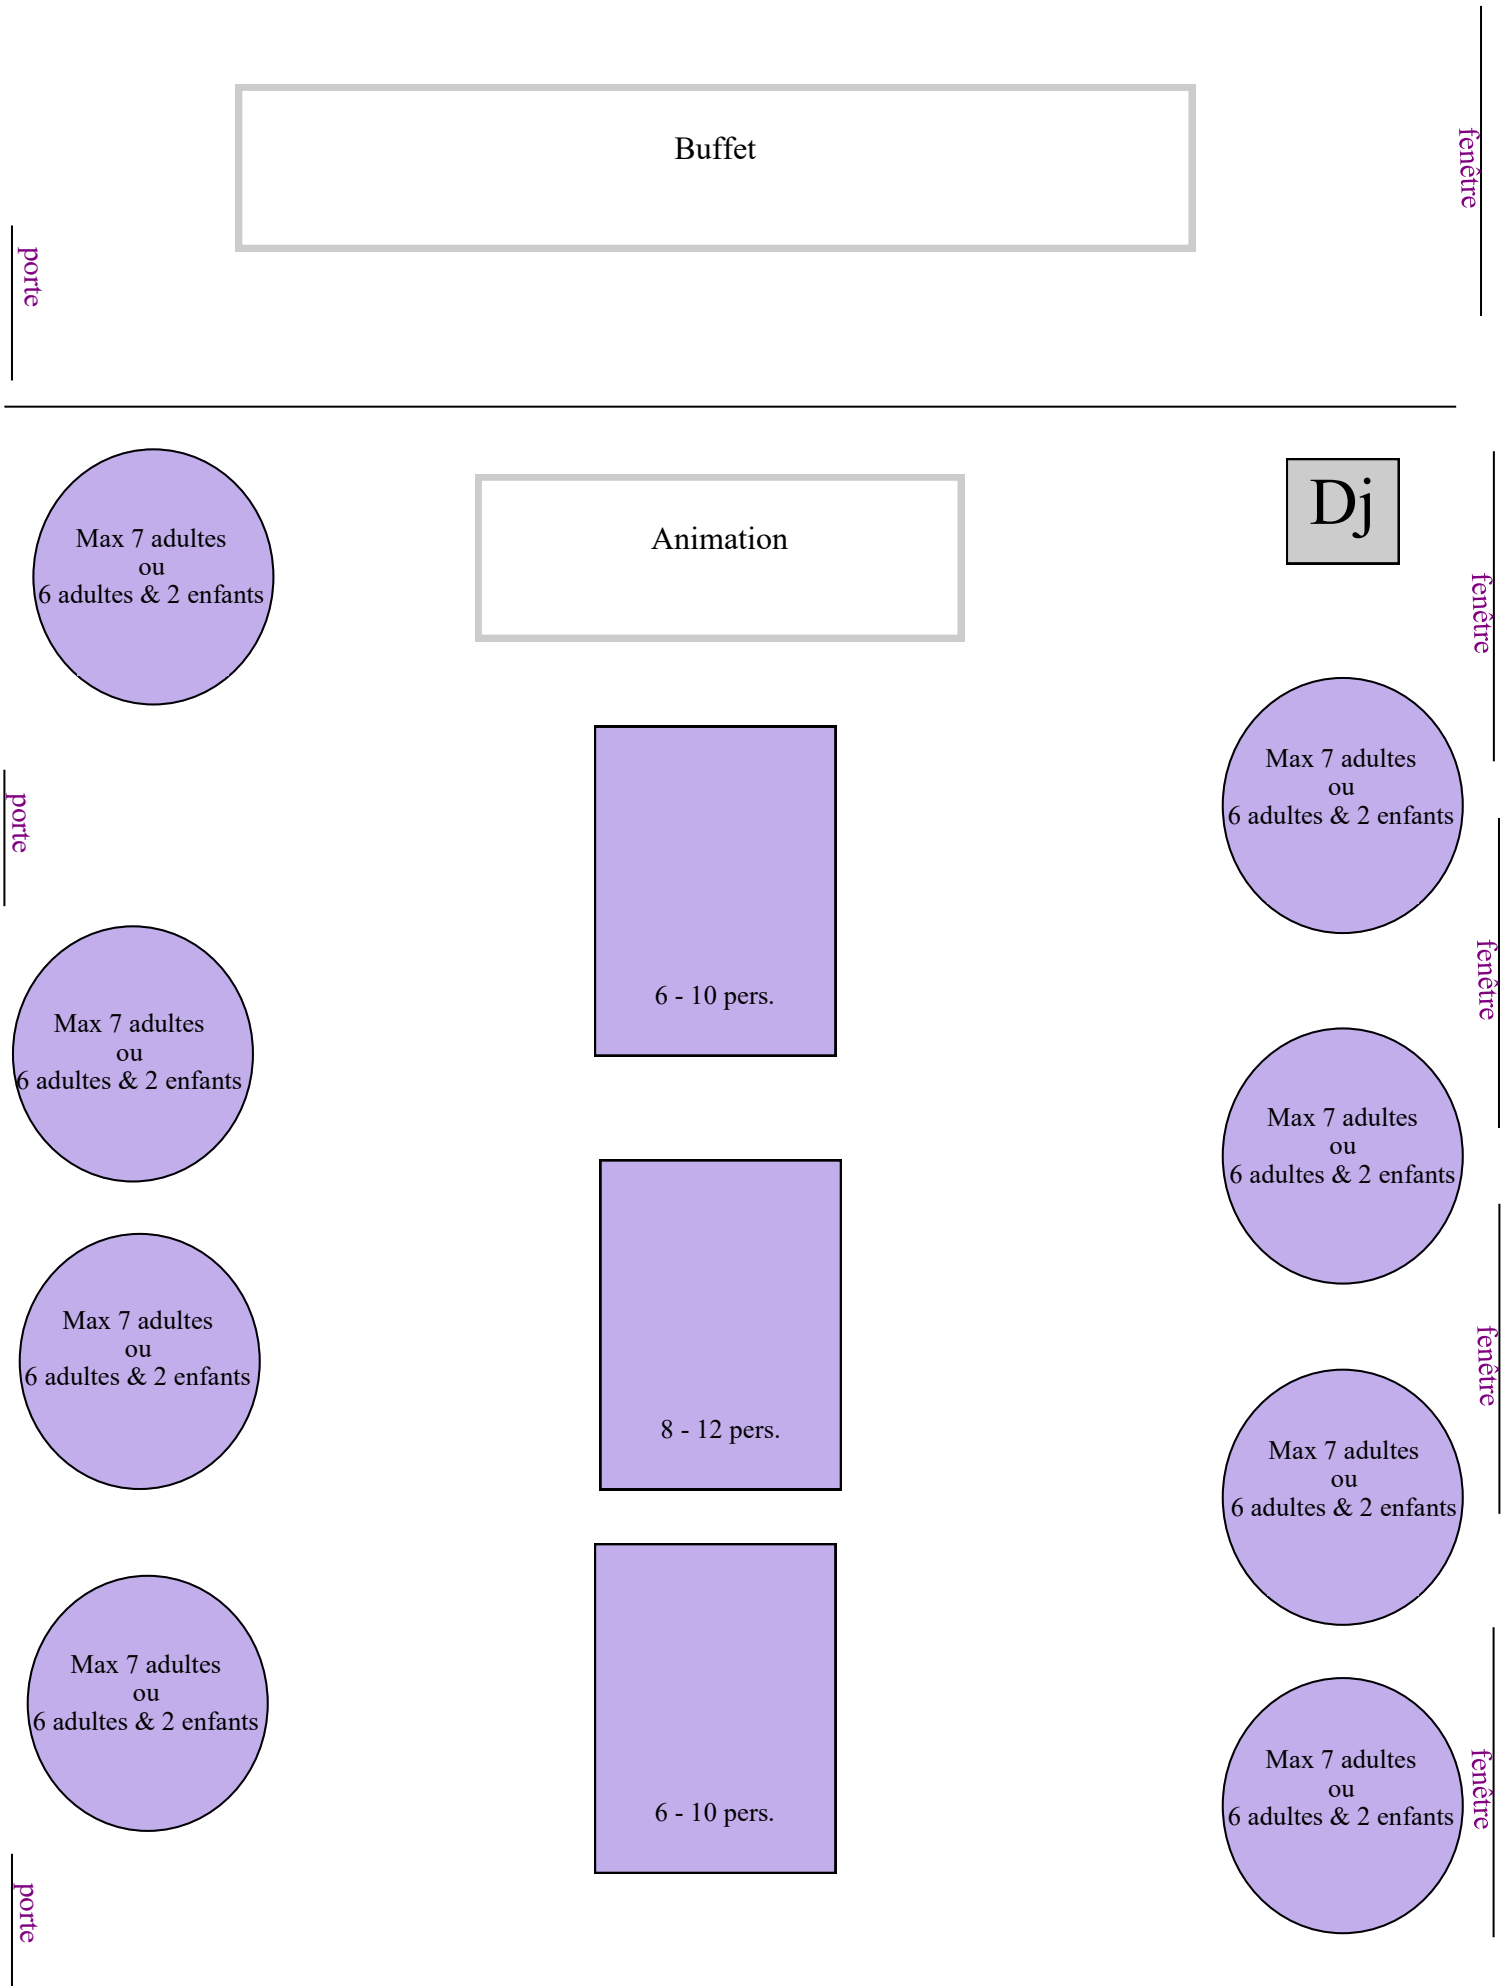 Buffet
fenêtre
porte
Max 7 adultes
ou
6 adultes & 2 enfants
Animation
Dj
fenêtre
Max 7 adultes
ou
6 adultes & 2 enfants
porte
6 - 10 pers.
fenêtre
Max 7 adultes
ou
6 adultes & 2 enfants
Max 7 adultes
ou
6 adultes & 2 enfants
Max 7 adultes
ou
6 adultes & 2 enfants
8 - 12 pers.
fenêtre
Max 7 adultes
ou
6 adultes & 2 enfants
Max 7 adultes
ou
6 adultes & 2 enfants
6 - 10 pers.
Max 7 adultes
ou
6 adultes & 2 enfants
fenêtre
porte